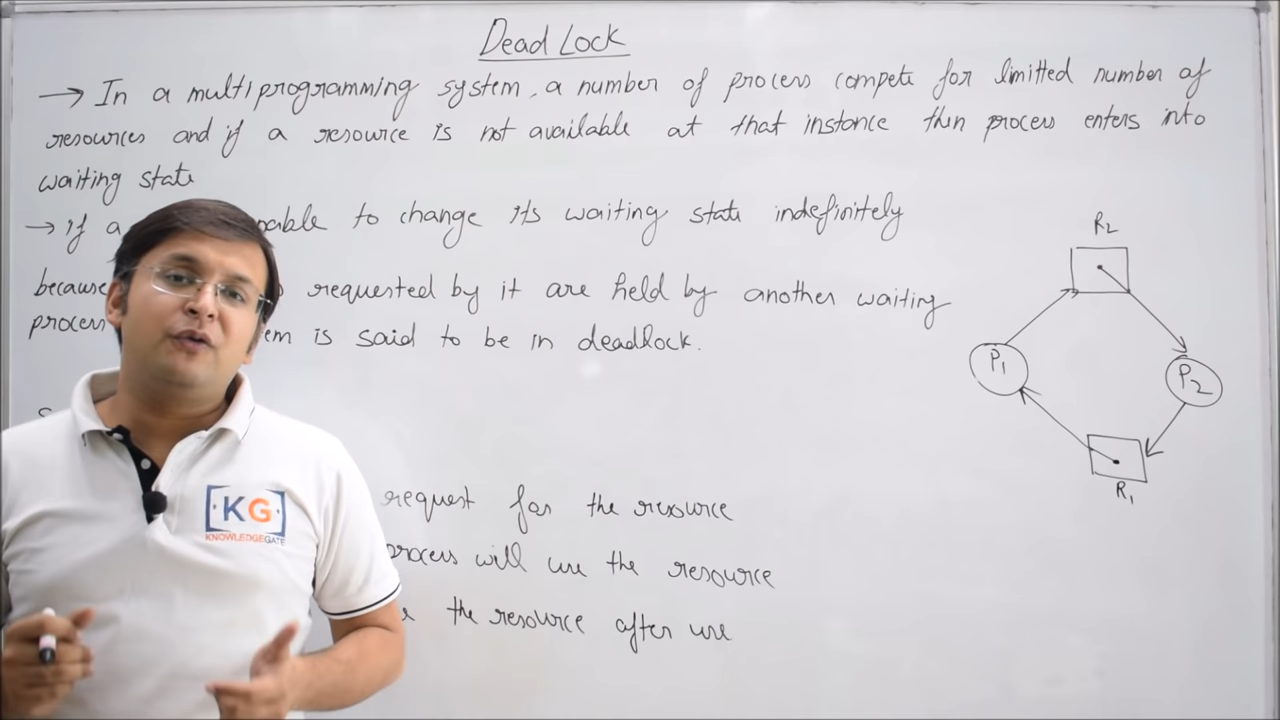 Dead Lock
→ In a multiprogramming system, a number of process compete for limitted number of
resources and if a resource is not available at that instance then process enters into
waiting state
→ if a able to change its waiting state indefinitely
because requested by it are held by another waiting
process em is said to be in deadlock.
R2
P1
P2
R1
request for the resource
process will use the resource
the resource after use
KG
KNOWLEDGEGATE